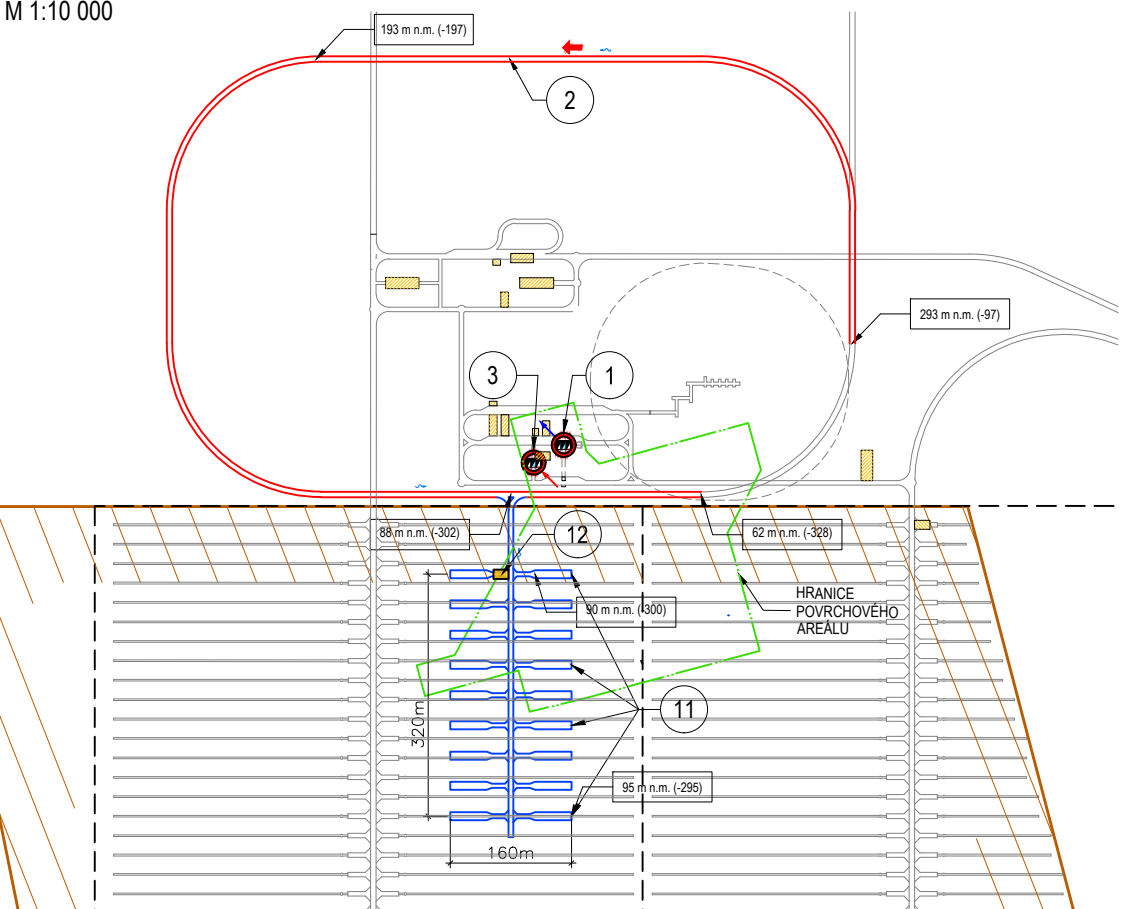 M 1:10 000
193 m n.m. (-197)
2
293 m n.m. (-97)
3
1
88 m n.m. (-302)
12
62 m n.m. (-328)
90 m n.m. (-300)
HRANICE
POVRCHOVÉHO
AREÁLU
11
320m
95 m n.m. (-295)
160m